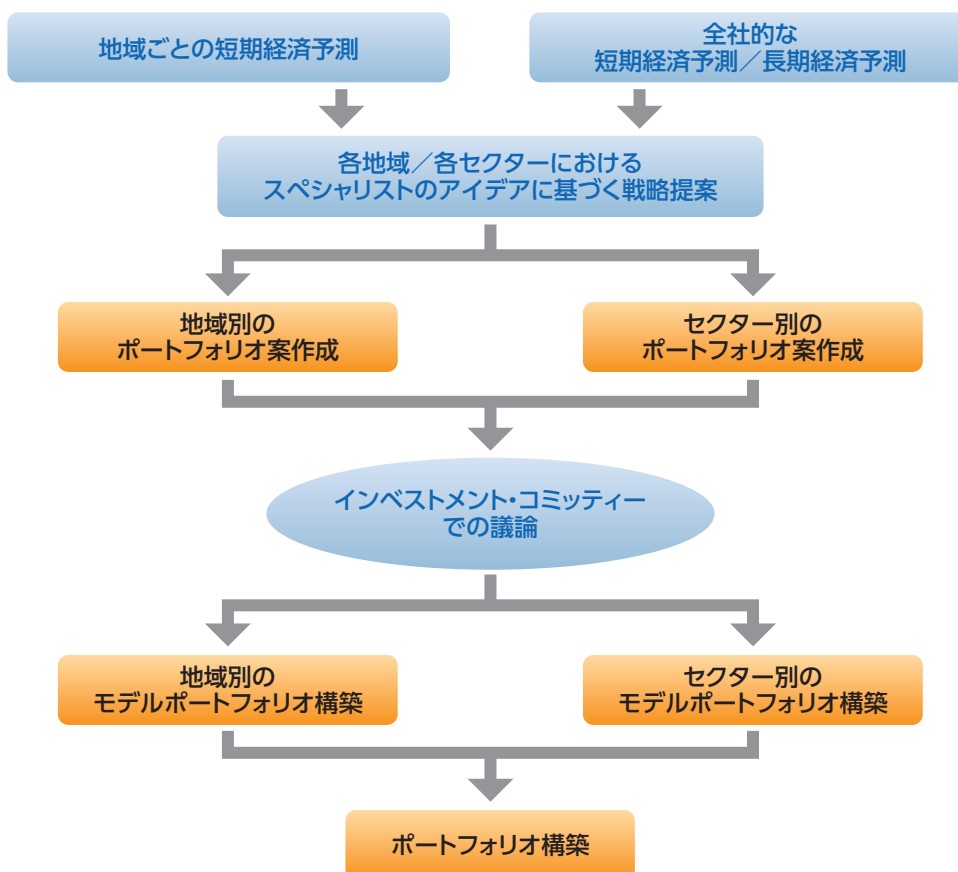 地域ごとの短期経済予測
全社的な
短期経済予測／長期経済予測
各地域／各セクターにおける
スペシャリストのアイデアに基づく戦略提案
地域別の
ポートフォリオ案作成
セクター別の
ポートフォリオ案作成
インベストメント・コミッティー
での議論
地域別の
モデルポートフォリオ構築
セクター別の
モデルポートフォリオ構築
ポートフォリオ構築